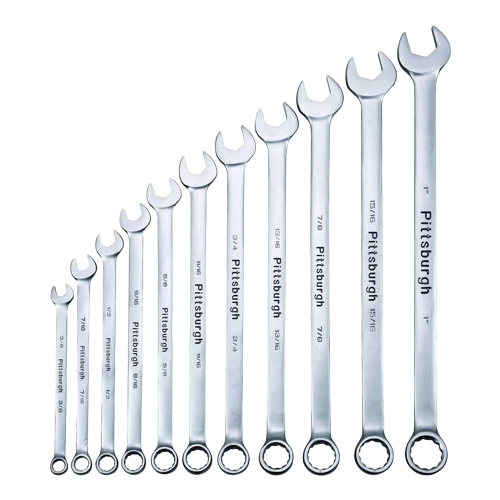 3/8 Pittsburgh 3/8
7/16 Pittsburgh 7/16
1/2 Pittsburgh 1/2
9/16 Pittsburgh 9/16
5/8 Pittsburgh 5/8
11/16 Pittsburgh 11/16
3/4 Pittsburgh 3/4
13/16 Pittsburgh 13/16
7/8 Pittsburgh 7/8
15/16 Pittsburgh 15/16
1" Pittsburgh 1"